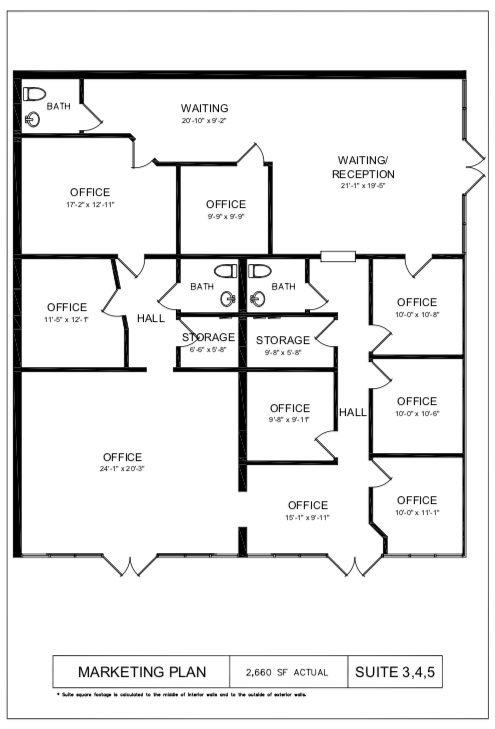 BATH
WAITING
20'-10" x 9'-2"
WAITING/
RECEPTION
21'-1" x 19'-5"
OFFICE
17'-2" x 12'-11"
OFFICE
9'-9" x 9'-9"
OFFICE
11'-5" x 12'-1"
HALL
BATH
BATH
OFFICE
10'-0" x 10'-8"
STORAGE
6'-6" x 5'-8"
STORAGE
9'-8" x 5'-8"
OFFICE
9'-8" x 9'-11"
HALL
OFFICE
10'-0" x 10'-6"
OFFICE
24'-1" x 20'-3"
OFFICE
15'-1" x 9'-11"
OFFICE
10'-0" x 11'-1"
MARKETING PLAN
2,660 SF ACTUAL
SUITE 3,4,5
* Suite square footage is calculated to the middle of interior walls and to the outside of exterior walls.